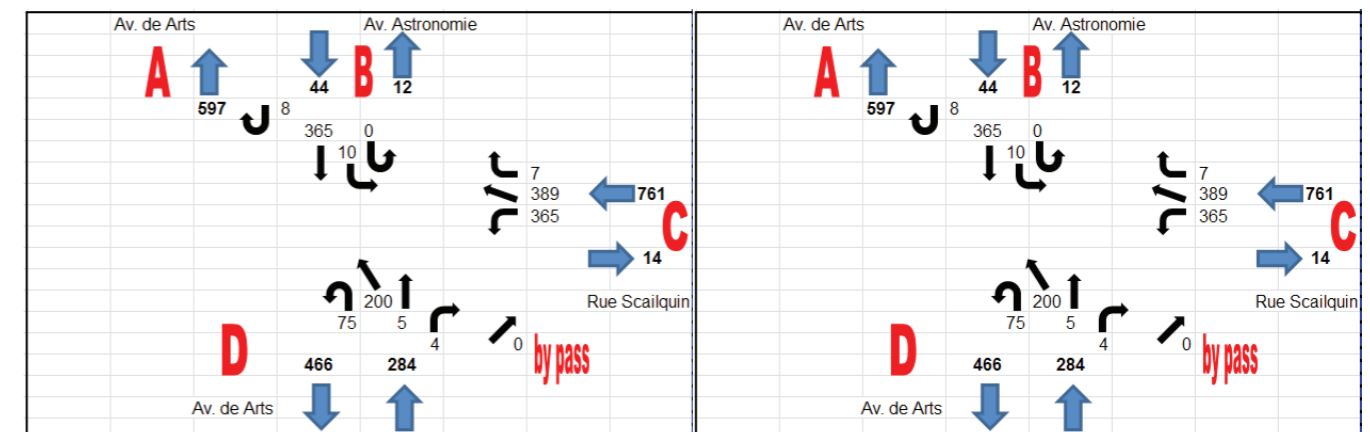 Av. de Arts Av. Astronomie
A B
44 12
597 8
365 0
10
7
389 761
365
C
14
200 Rue Scailquin
75 5
D 4 0 by pass
466 284
Av. de Arts
Av. de Arts Av. Astronomie
A B
44 12
597 8
365 0
10
7
389 761
365
C
14
200 Rue Scailquin
75 5
D 4 0 by pass
466 284
Av. de Arts